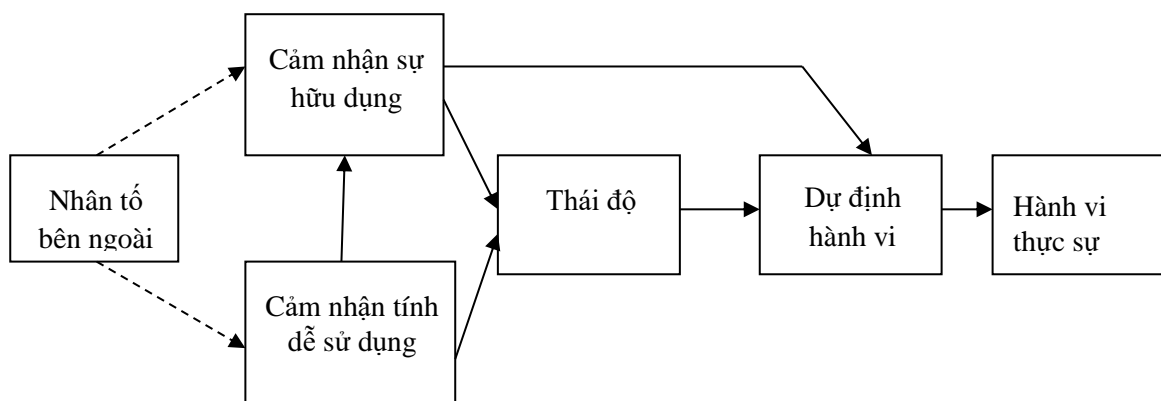 Cảm nhận sự
hữu dụng
Nhân tố
bên ngoài
Thái độ
Dự định
hành vi
Hành vi
thực sự
Cảm nhận tính
dễ sử dụng